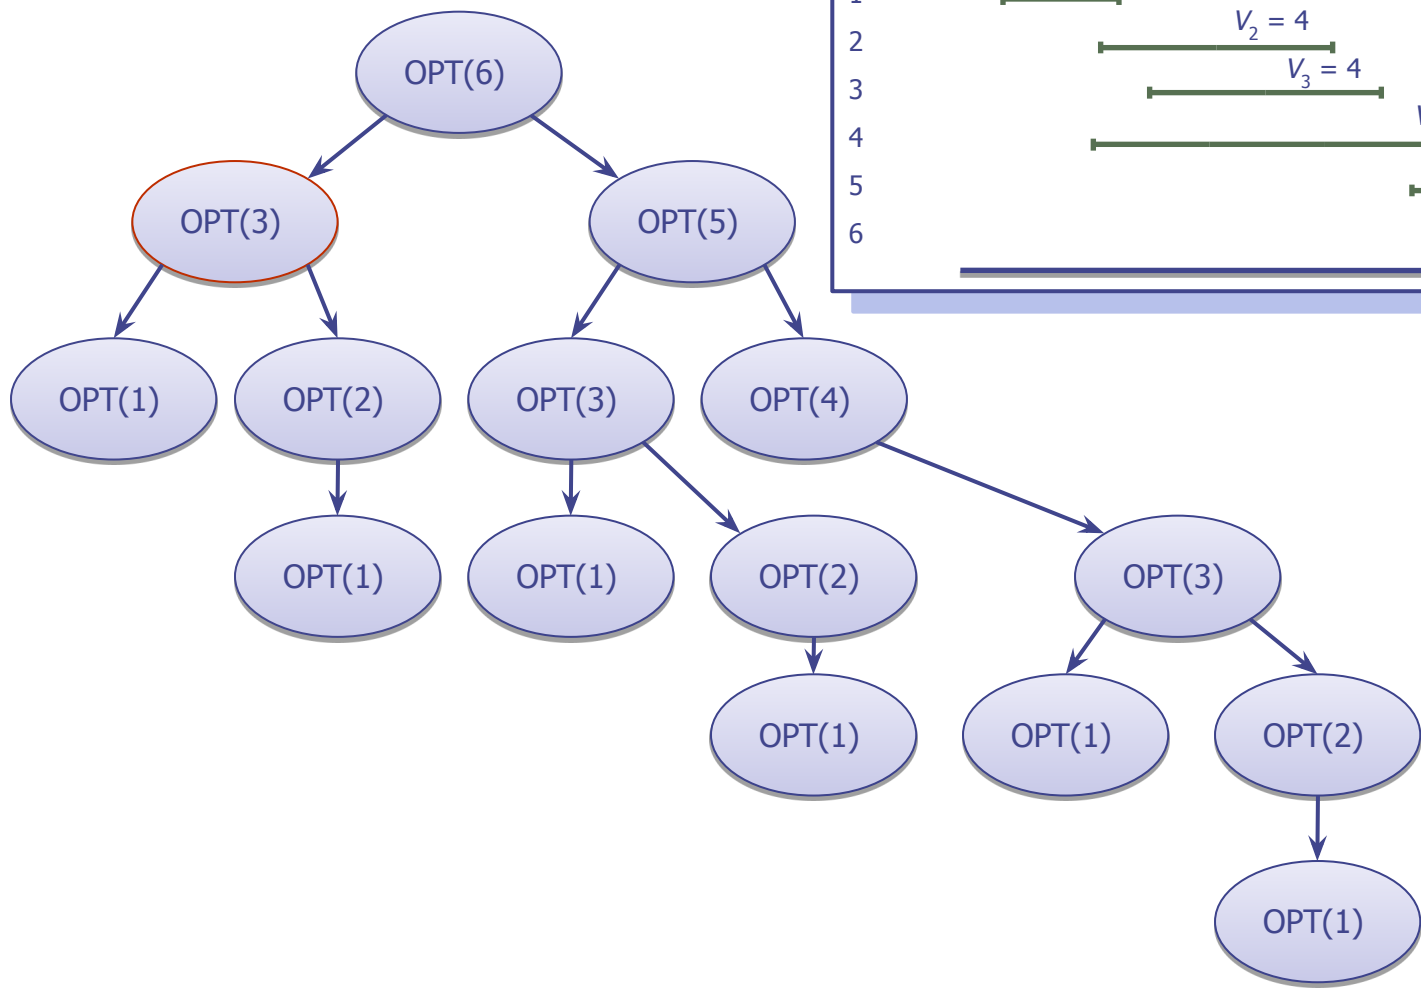 1
V2 = 4
2
V3 = 4
3
4
5
6
OPT(6)
OPT(3) OPT(5)
OPT(1) OPT(2) OPT(3) OPT(4)
OPT(1) OPT(1) OPT(2) OPT(3)
OPT(1) OPT(1) OPT(2)
OPT(1)